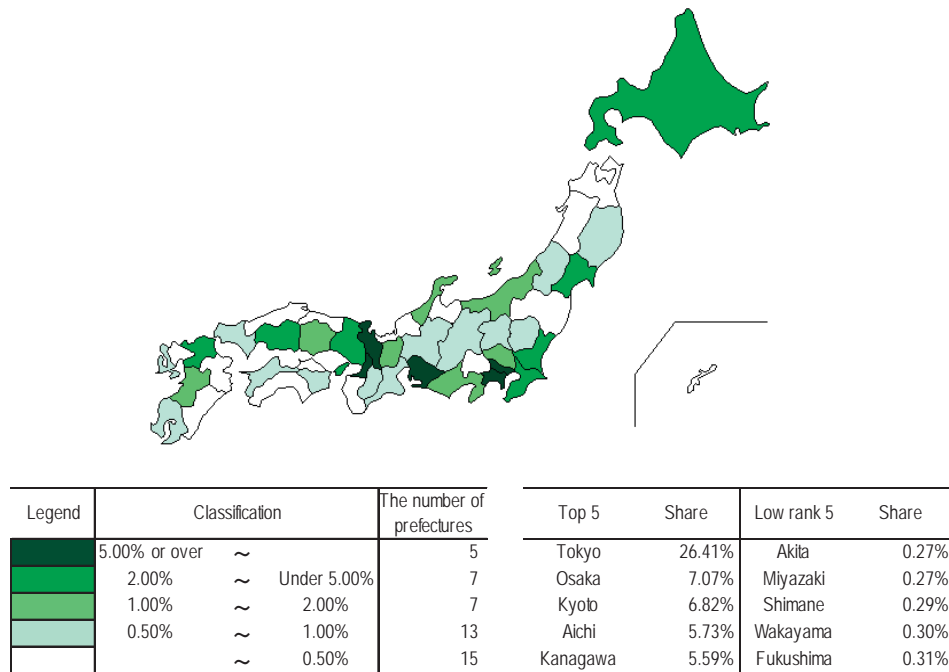 Legend Classification The number of prefectures
5.00% or over ~ 5
2.00% ~ Under 5.00% 7
1.00% ~ 2.00% 7
0.50% ~ 1.00% 13
~ 0.50% 15
Top 5 Share Low rank 5 Share
Tokyo 26.41% Akita 0.27%
Osaka 7.07% Miyazaki 0.27%
Kyoto 6.82% Shimane 0.29%
Aichi 5.73% Wakayama 0.30%
Kanagawa 5.59% Fukushima 0.31%